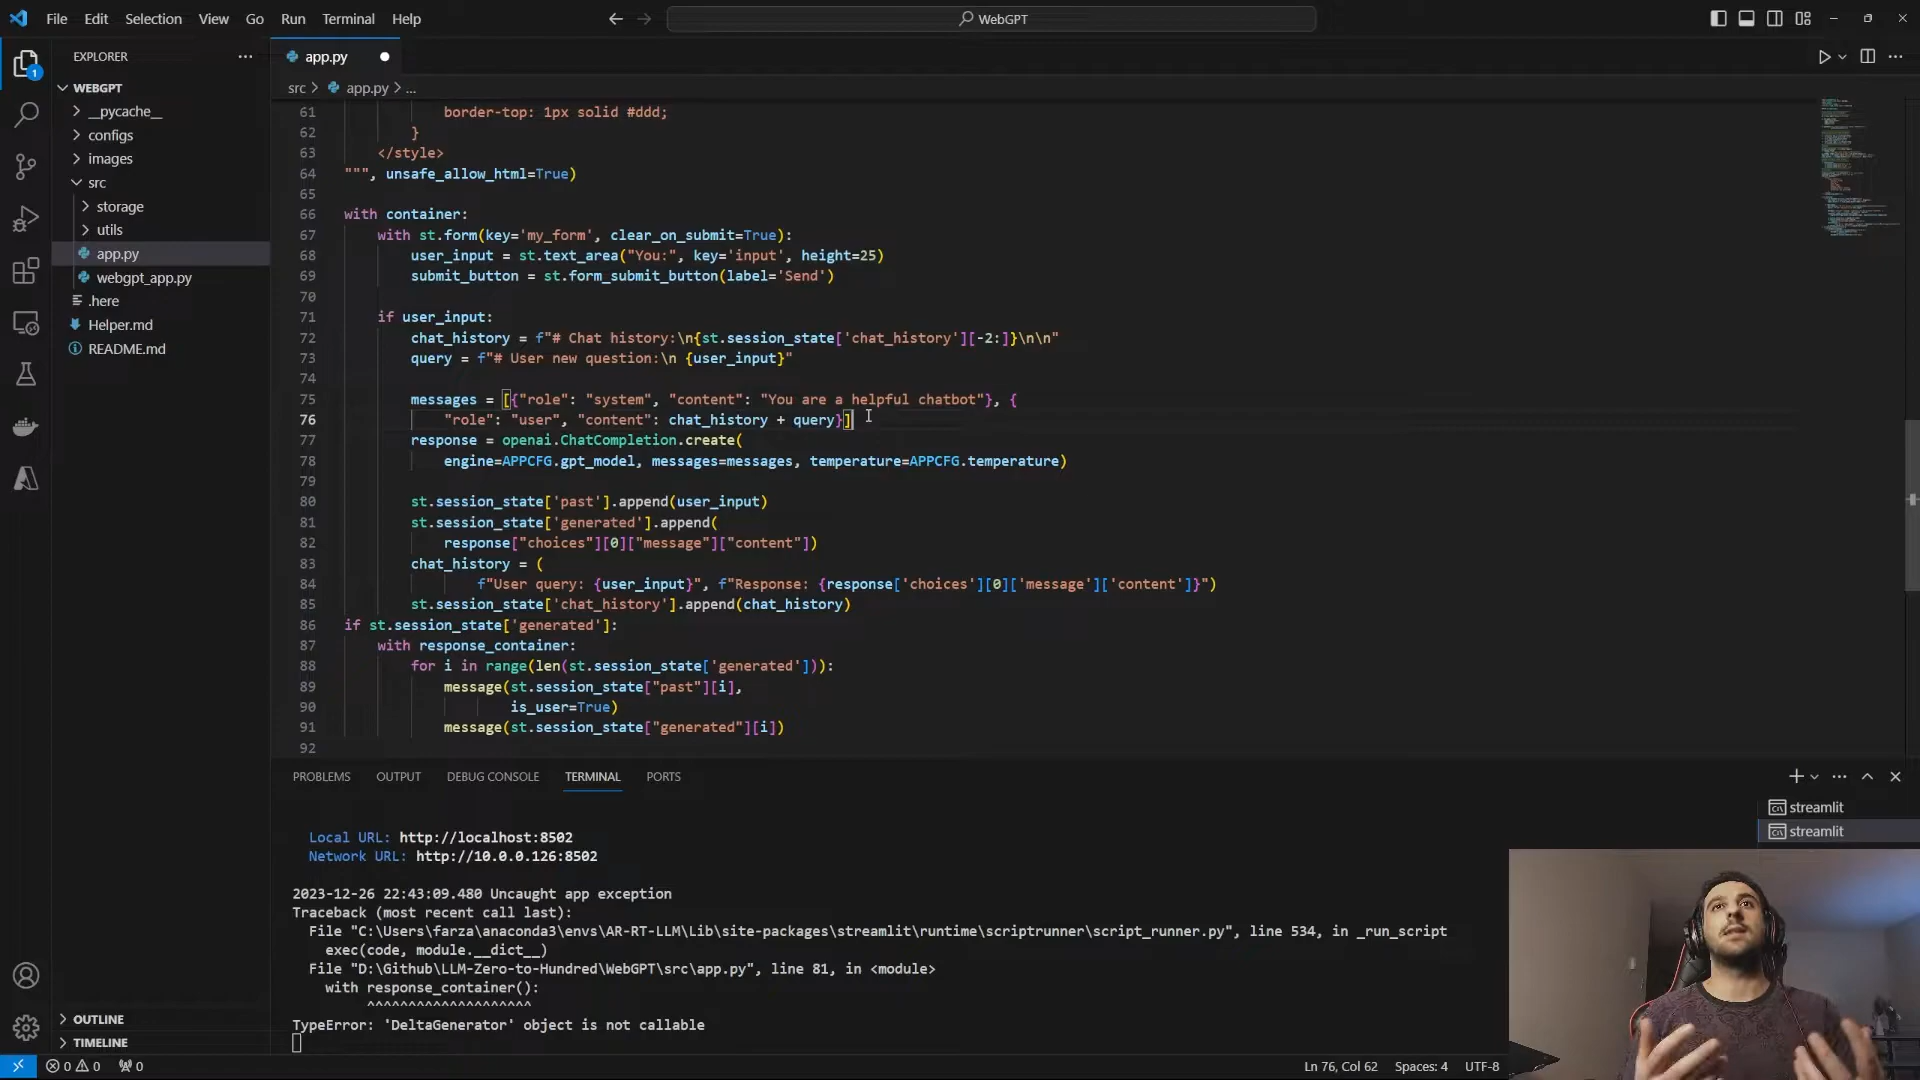 File Edit Selection View Go Run Terminal Help
WebGPT
EXPLORER
1
WEBGPT
__pycache__
configs
images
src
storage
utils
app.py
webgpt_app.py
.here
Helper.md
README.md
OUTLINE
TIMELINE
app.py
src > app.py > ...
61 border-top: 1px solid #ddd;
62 }
63 </style>
64 """, unsafe_allow_html=True)
65
66 with container:
67 with st.form(key='my_form', clear_on_submit=True):
68 user_input = st.text_area("You:", key='input', height=25)
69 submit_button = st.form_submit_button(label='Send')
70
71 if user_input:
72 chat_history = f"# Chat history:\n{st.session_state['chat_history'][-2:]}\n\n"
73 query = f"# User new question:\n {user_input}"
74
75 messages = [{"role": "system", "content": "You are a helpful chatbot"}, {
76 "role": "user", "content": chat_history + query}]
77 response = openai.ChatCompletion.create(
78 engine=APPCFG.gpt_model, messages=messages, temperature=APPCFG.temperature)
79
80 st.session_state['past'].append(user_input)
81 st.session_state['generated'].append(
82 response["choices"][0]["message"]["content"])
83 chat_history = (
84 f"User query: {user_input}", f"Response: {response['choices'][0]['message']['content']}")
85 st.session_state['chat_history'].append(chat_history)
86 if st.session_state['generated']:
87 with response_container:
88 for i in range(len(st.session_state['generated'])):
89 message(st.session_state["past"][i],
90 is_user=True)
91 message(st.session_state["generated"][i])
92
PROBLEMS OUTPUT DEBUG CONSOLE TERMINAL PORTS
streamlit
streamlit
Local URL: http://localhost:8502
Network URL: http://10.0.0.126:8502
2023-12-26 22:43:09.480 Uncaught app exception
Traceback (most recent call last):
File "C:\Users\farza\anaconda3\envs\AR-RT-LLM\Lib\site-packages\streamlit\runtime\scriptrunner\script_runner.py", line 534, in _run_script
exec(code, module.__dict__)
File "D:\Github\LLM-Zero-to-Hundred\WebGPT\src\app.py", line 81, in <module>
with response_container():
^^^^^^^^^^^^^^^^^^^^
TypeError: 'DeltaGenerator' object is not callable
0 0 0
Ln 76, Col 62 Spaces: 4 UTF-8